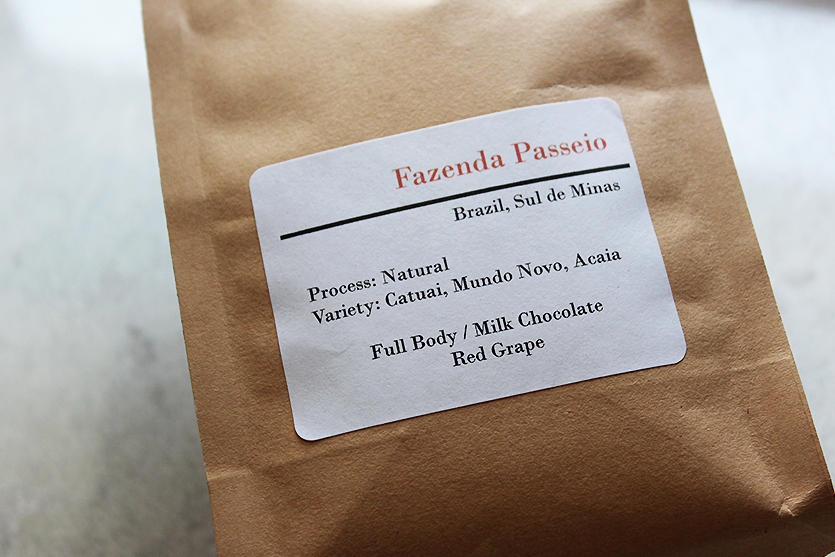 Fazenda Passeio
Brazil, Sul de Minas
Process: Natural
Variety: Catuai, Mundo Novo, Acaia
Full Body / Milk Chocolate
Red Grape